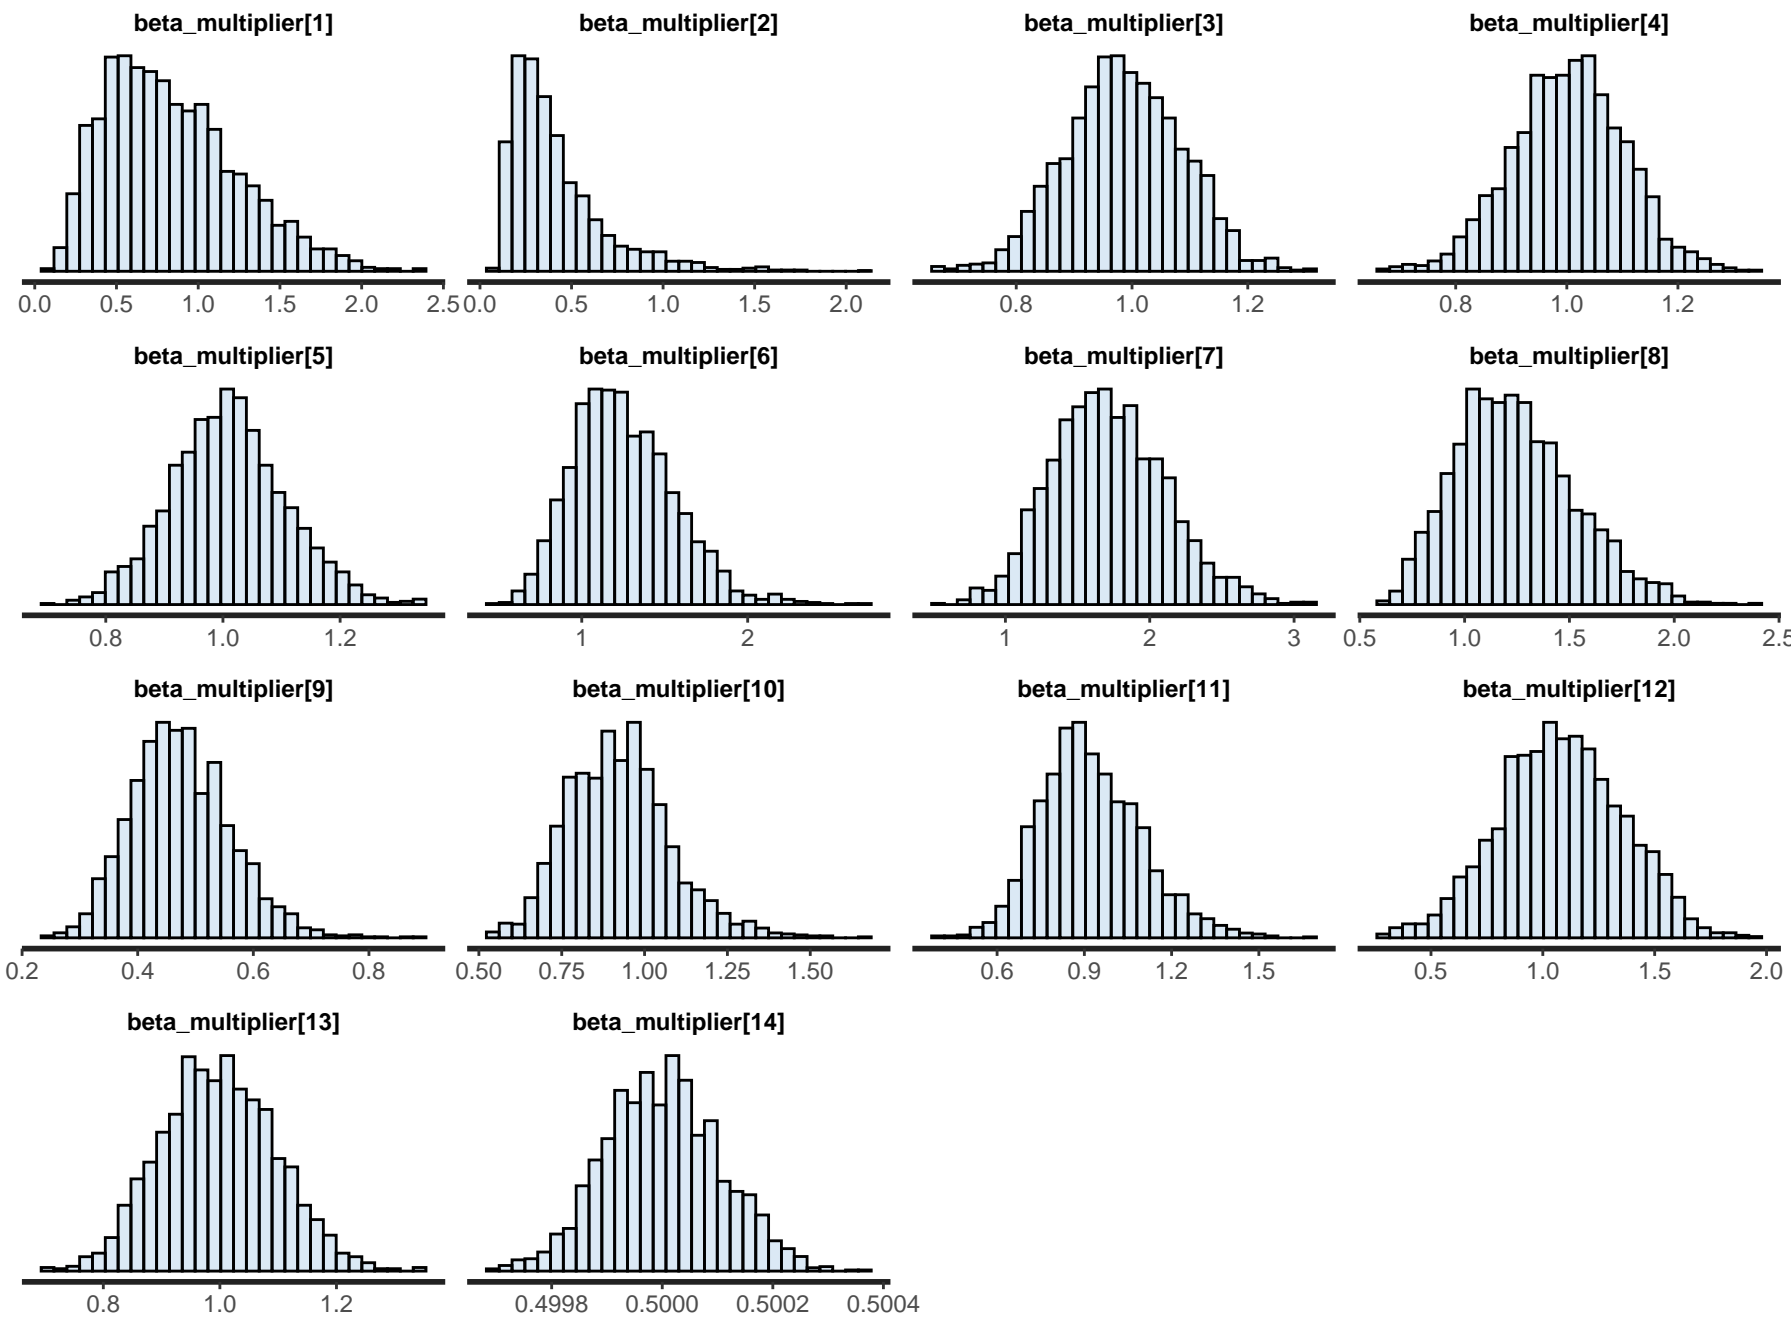 beta_multiplier[1] beta_multiplier[2] beta_multiplier[3] beta_multiplier[4]
0.0 0.5 1.0 1.5 2.0 2.5 0.0 0.5 1.0 1.5 2.0 0.8 1.0 1.2 0.8 1.0 1.2
beta_multiplier[5] beta_multiplier[6] beta_multiplier[7] beta_multiplier[8]
0.8 1.0 1.2 1 2 1 2 3 0.5 1.0 1.5 2.0 2.5
beta_multiplier[9] beta_multiplier[10] beta_multiplier[11] beta_multiplier[12]
0.2 0.4 0.6 0.8 0.50 0.75 1.00 1.25 1.50 0.6 0.9 1.2 1.5 0.5 1.0 1.5 2.0
beta_multiplier[13] beta_multiplier[14]
0.8 1.0 1.2 0.4998 0.5000 0.5002 0.5004